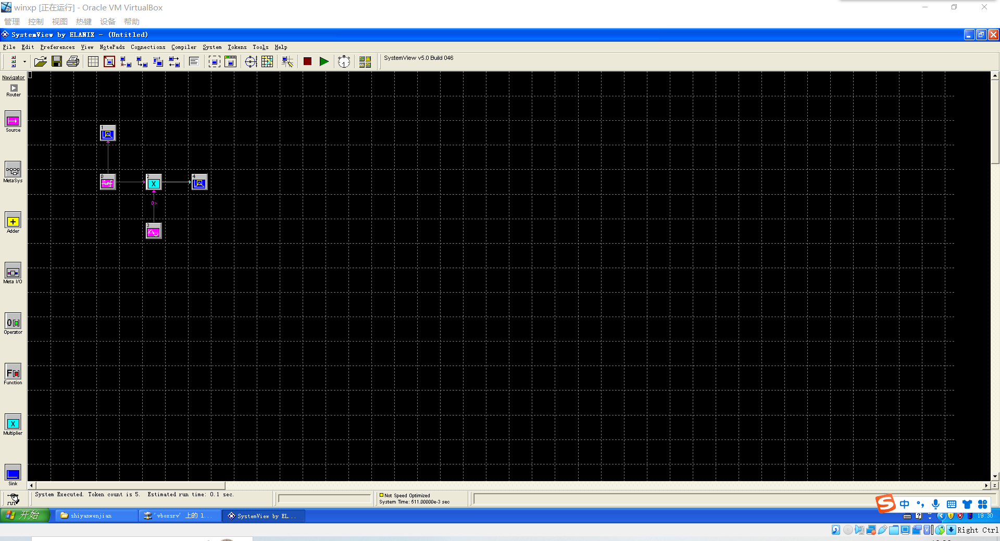 winxp [正在运行] - Oracle VM VirtualBox
管理 控制 视图 热键 设备 帮助
SystemView by ELANIX - (Untitled)
File Edit Preferences View NotePads Connections Compiler System Tokens Tools Help
SystemView v5.0 Build 046
Navigator
Router
Source
MetaSys
Adder
Meta I/O
Operator
Function
Multiplier
Sink
1
0
2
X
4
0>
3
System Executed. Token count is 5. Estimated run time: 0.1 sec.
Not Speed Optimized
System Time: 511.00000e-3 sec
z
中
开始
shiyanwenjian
'vboxsrv' 上的 l...
SystemView by EL...
19:30
Right Ctrl